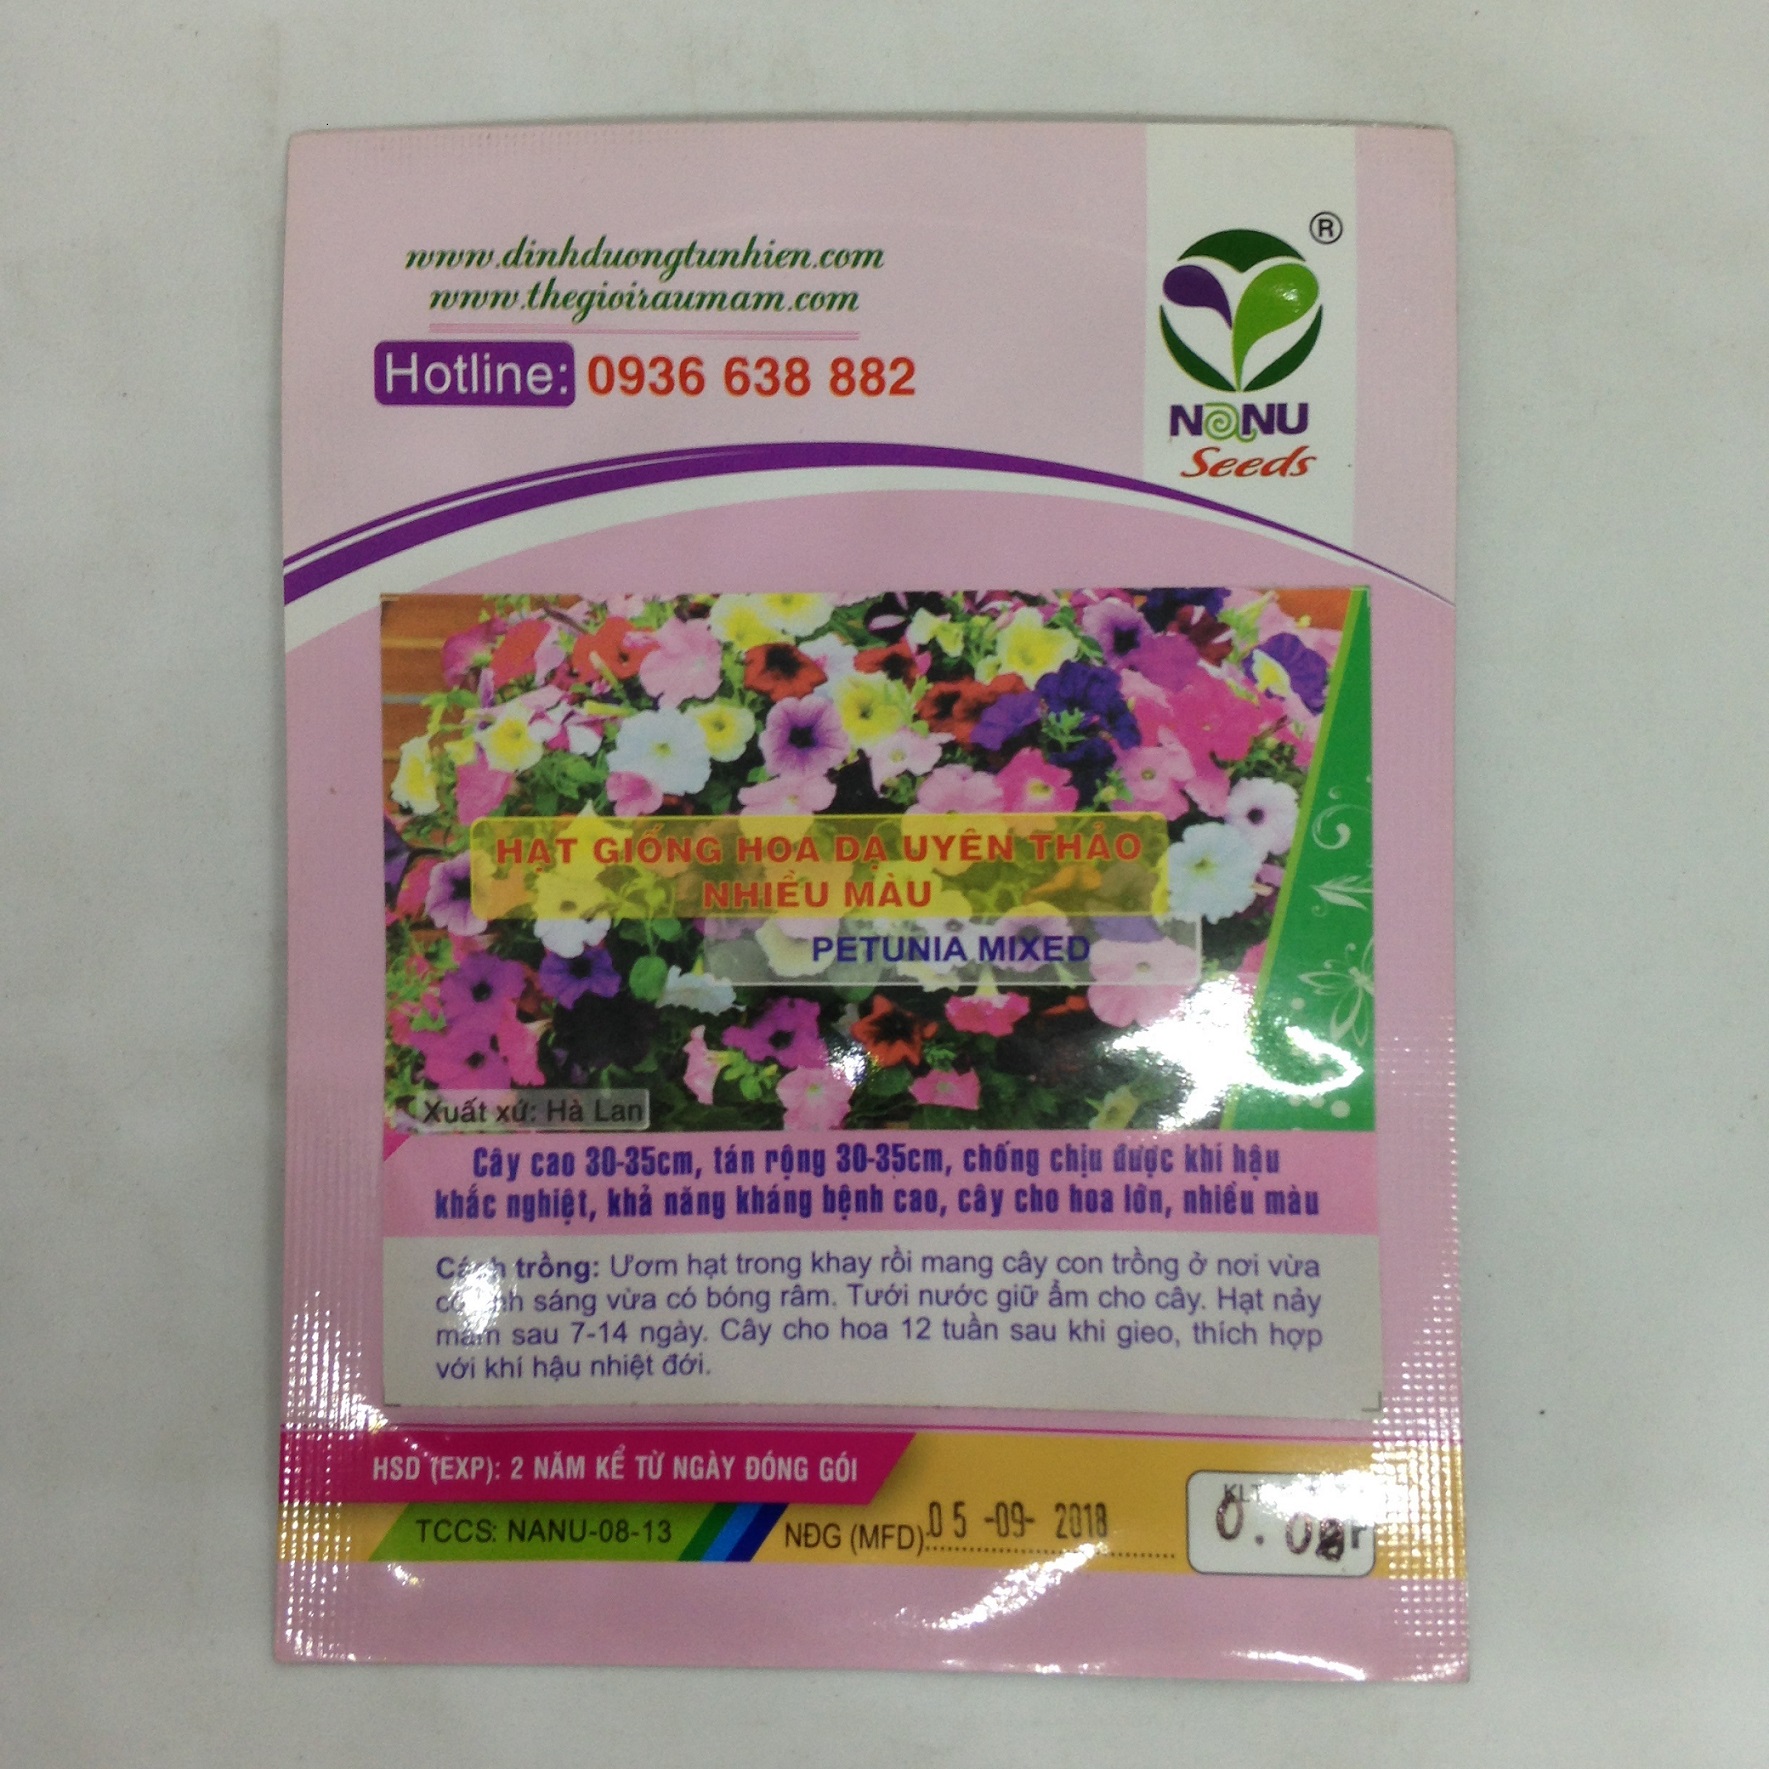 www.dinhduongtunhien.com
www.thegioiraumam.com
Hotline: 0936 638 882
®
NANU
Seeds
HẠT GIỐNG HOA DẠ UYÊN THẢO
NHIỀU MÀU
PETUNIA MIXED
Xuất xứ: Hà Lan
Cây cao 30-35cm, tán rộng 30-35cm, chống chịu được khí hậu
khắc nghiệt, khả năng kháng bệnh cao, cây cho hoa lớn, nhiều màu
Cách trồng: Ươm hạt trong khay rồi mang cây con trồng ở nơi vừa
có ánh sáng vừa có bóng râm. Tưới nước giữ ẩm cho cây. Hạt nảy
mầm sau 7-14 ngày. Cây cho hoa 12 tuần sau khi gieo, thích hợp
với khí hậu nhiệt đới.
HSD (EXP): 2 NĂM KỂ TỪ NGÀY ĐÓNG GÓI
TCCS: NANU-08-13
NĐG (MFD) 05 -09- 2018